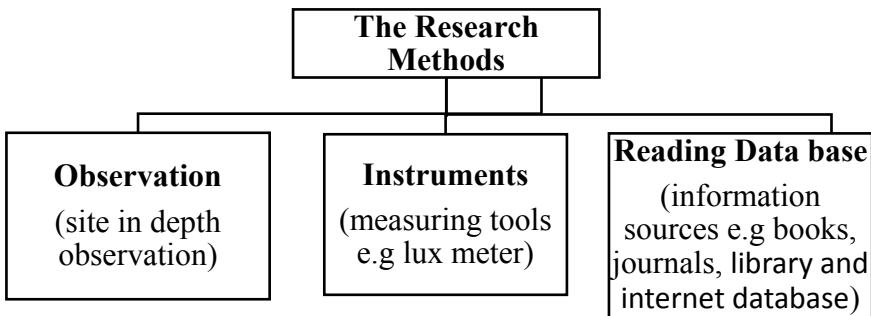 The Research
Methods
Observation
(site in depth
observation)
Instruments
(measuring tools
e.g lux meter)
Reading Data base
(information
sources e.g books,
journals, library and
internet database)